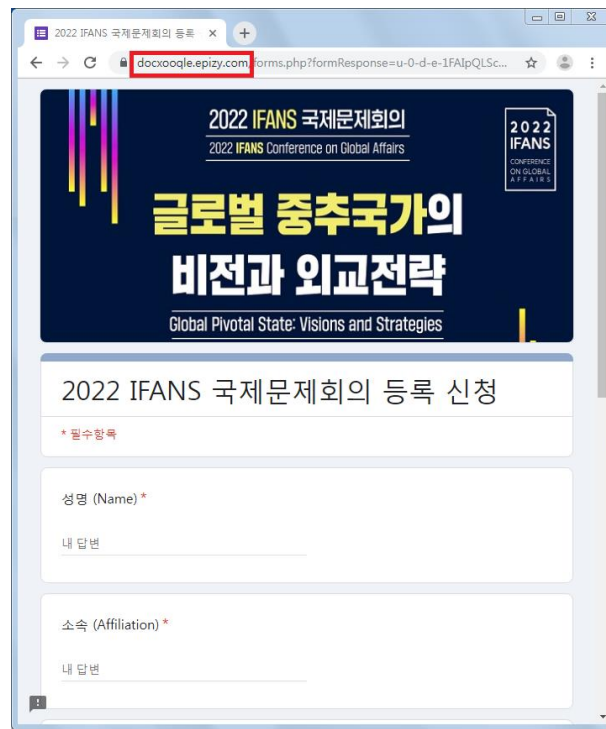 2022 IFANS 국제문제회의 등록
docxooqle.epizy.com/forms.php?formResponse=u-0-d-e-1FAIpQLSc...
2022 IFANS 국제문제회의
2022 IFANS Conference on Global Affairs
2022
IFANS
CONFERENCE
ON GLOBAL
AFFAIRS
글로벌 중추국가의
비전과 외교전략
Global Pivotal State: Visions and Strategies
2022 IFANS 국제문제회의 등록 신청
* 필수항목
성명 (Name) *
내 답변
소속 (Affiliation) *
내 답변